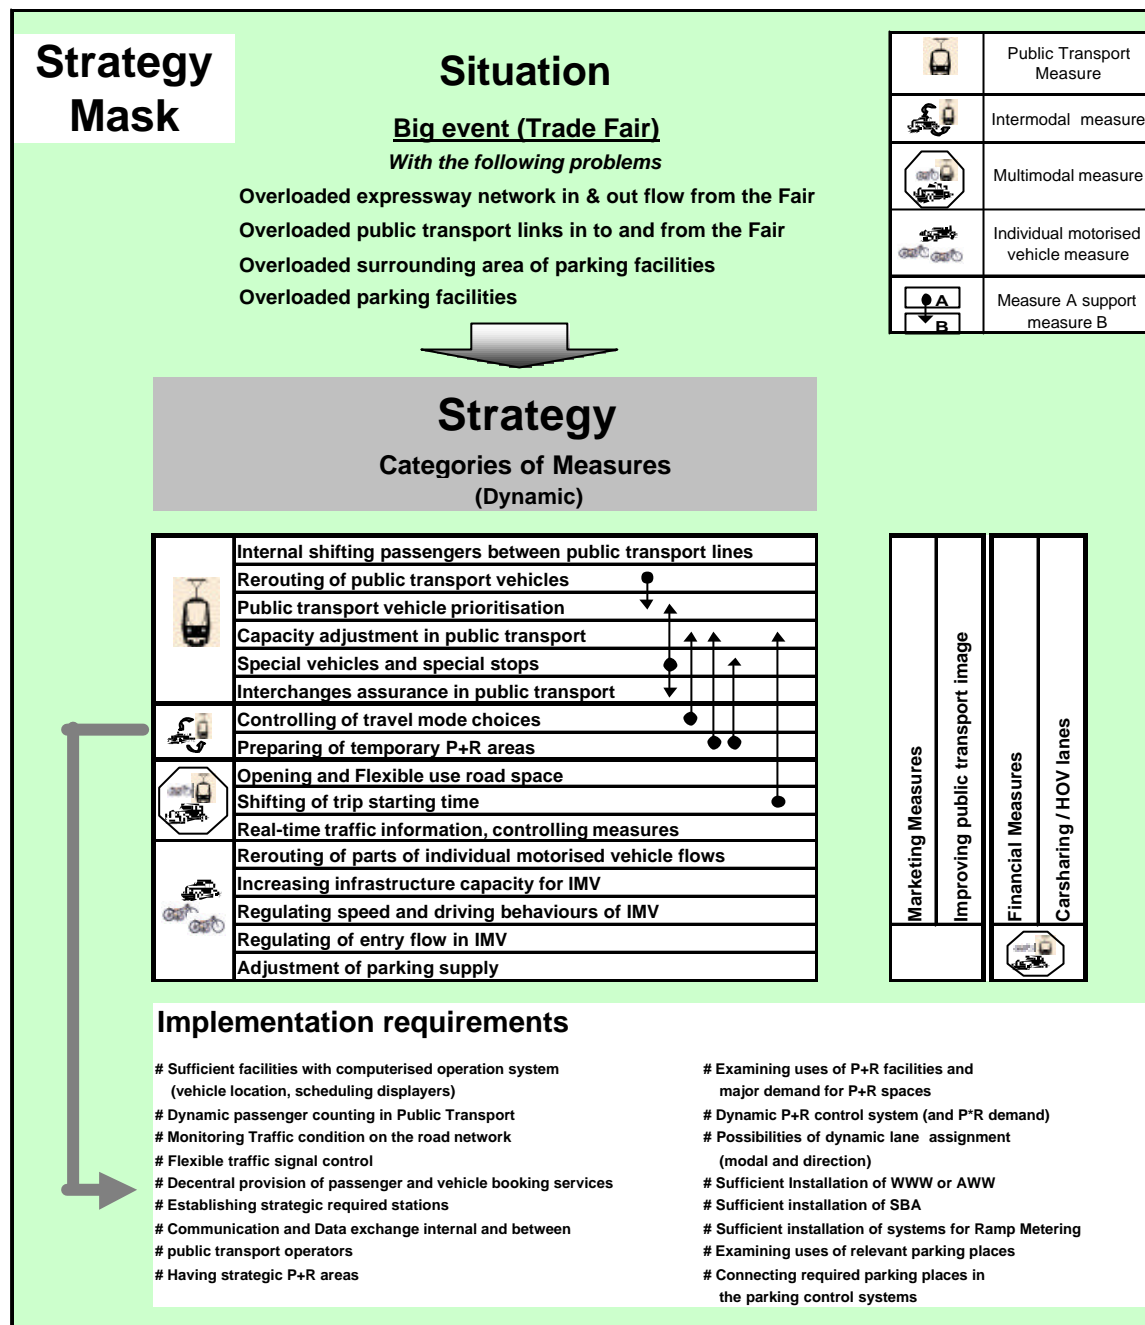 Strategy
Mask
Situation
Big event (Trade Fair)
With the following problems
Overloaded expressway network in & out flow from the Fair
Overloaded public transport links in to and from the Fair
Overloaded surrounding area of parking facilities
Overloaded parking facilities
Public Transport
Measure
Intermodal measure
Multimodal measure
Individual motorised
vehicle measure
A
B
Measure A support
measure B
Strategy
Categories of Measures
(Dynamic)
Internal shifting passengers between public transport lines
Rerouting of public transport vehicles
Public transport vehicle prioritisation
Capacity adjustment in public transport
Special vehicles and special stops
Interchanges assurance in public transport
Controlling of travel mode choices
Preparing of temporary P+R areas
Opening and Flexible use road space
Shifting of trip starting time
Real-time traffic information, controlling measures
Rerouting of parts of individual motorised vehicle flows
Increasing infrastructure capacity for IMV
Regulating speed and driving behaviours of IMV
Regulating of entry flow in IMV
Adjustment of parking supply
Marketing Measures
Improving public transport image
Financial Measures
Carsharing / HOV lanes
Implementation requirements
# Sufficient facilities with computerised operation system
(vehicle location, scheduling displayers)
# Dynamic passenger counting in Public Transport
# Monitoring Traffic condition on the road network
# Flexible traffic signal control
# Decentral provision of passenger and vehicle booking services
# Establishing strategic required stations
# Communication and Data exchange internal and between
# public transport operators
# Having strategic P+R areas
# Examining uses of P+R facilities and
major demand for P+R spaces
# Dynamic P+R control system (and P*R demand)
# Possibilities of dynamic lane assignment
(modal and direction)
# Sufficient Installation of WWW or AWW
# Sufficient installation of SBA
# Sufficient installation of systems for Ramp Metering
# Examining uses of relevant parking places
# Connecting required parking places in
the parking control systems